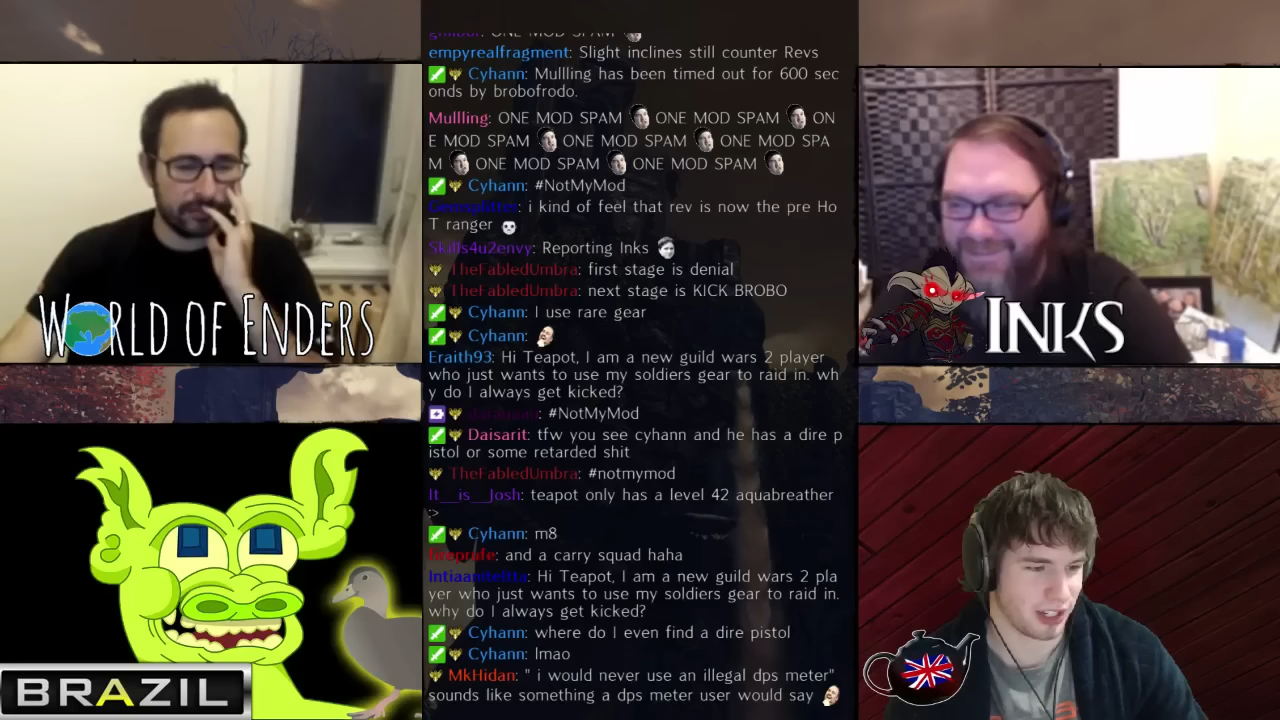 ONE MOD SPAM
empyrealfragment: Slight inclines still counter Revs
Cyhann: Mullling has been timed out for 600 sec
onds by brobofrodo.
Mullling: ONE MOD SPAM ONE MOD SPAM ON
E MOD SPAM ONE MOD SPAM ONE MOD SPA
M ONE MOD SPAM ONE MOD SPAM
Cyhann: #NotMyMod
i kind of feel that rev is now the pre Ho
T ranger
Skills4u2envy: Reporting Inks
TheFabledUmbra: first stage is denial
TheFabledUmbra: next stage is KICK BROBO
Cyhann: I use rare gear
Cyhann:
Eraith93: Hi Teapot, I am a new guild wars 2 player
who just wants to use my soldiers gear to raid in. wh
y do I always get kicked?
: #NotMyMod
Daisarit: tfw you see cyhann and he has a dire p
istol or some retarded shit
TheFabledUmbra: #notmymod
It__is__Josh: teapot only has a level 42 aquabreather
:>
Cyhann: m8
: and a carry squad haha
: Hi Teapot, I am a new guild wars 2 pla
yer who just wants to use my soldiers gear to raid in.
why do I always get kicked?
Cyhann: where do I even find a dire pistol
Cyhann: lmao
MkHidan: " i would never use an illegal dps meter"
sounds like something a dps meter user would say
WORLD OF ENDERS
INKS
BRAZIL